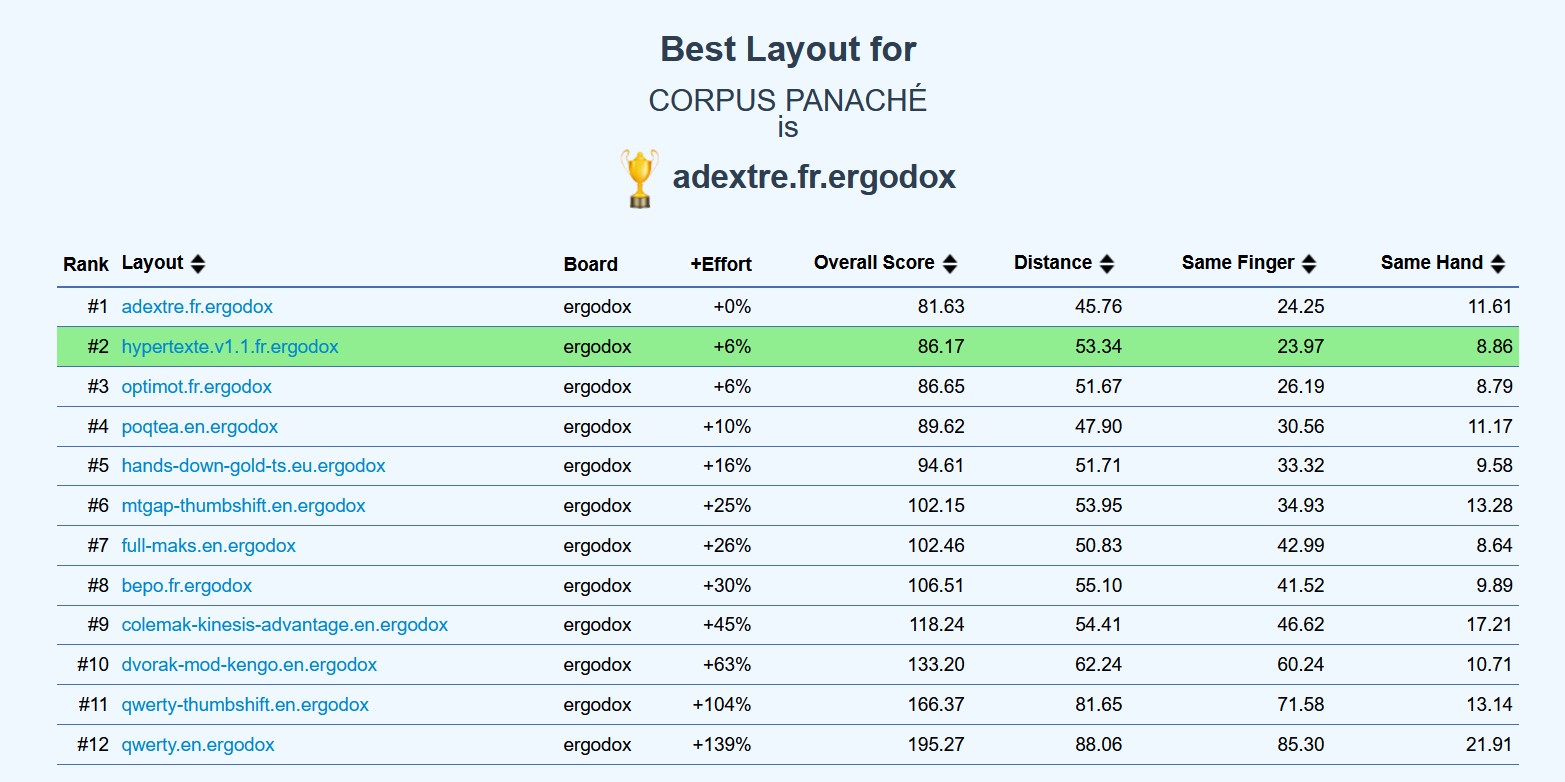 Best Layout for
CORPUS PANACHÉ
is
adextre.fr.ergodox
Rank Layout Board +Effort Overall Score Distance Same Finger Same Hand
#1 adextre.fr.ergodox ergodox +0% 81.63 45.76 24.25 11.61
#2 hypertexte.v1.1.fr.ergodox ergodox +6% 86.17 53.34 23.97 8.86
#3 optimot.fr.ergodox ergodox +6% 86.65 51.67 26.19 8.79
#4 poqtea.en.ergodox ergodox +10% 89.62 47.90 30.56 11.17
#5 hands-down-gold-ts.eu.ergodox ergodox +16% 94.61 51.71 33.32 9.58
#6 mtgap-thumbshift.en.ergodox ergodox +25% 102.15 53.95 34.93 13.28
#7 full-maks.en.ergodox ergodox +26% 102.46 50.83 42.99 8.64
#8 bepo.fr.ergodox ergodox +30% 106.51 55.10 41.52 9.89
#9 colemak-kinesis-advantage.en.ergodox ergodox +45% 118.24 54.41 46.62 17.21
#10 dvorak-mod-kengo.en.ergodox ergodox +63% 133.20 62.24 60.24 10.71
#11 qwerty-thumbshift.en.ergodox ergodox +104% 166.37 81.65 71.58 13.14
#12 qwerty.en.ergodox ergodox +139% 195.27 88.06 85.30 21.91